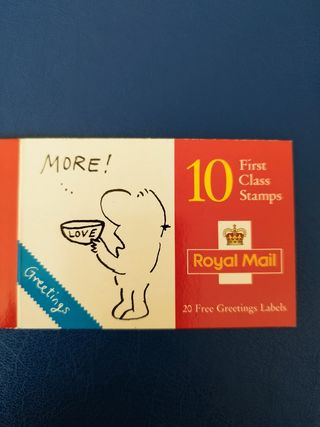 MORE!
LOVE
Greetings
10 First
Class
Stamps
Royal Mail
20 Free Greetings Labels